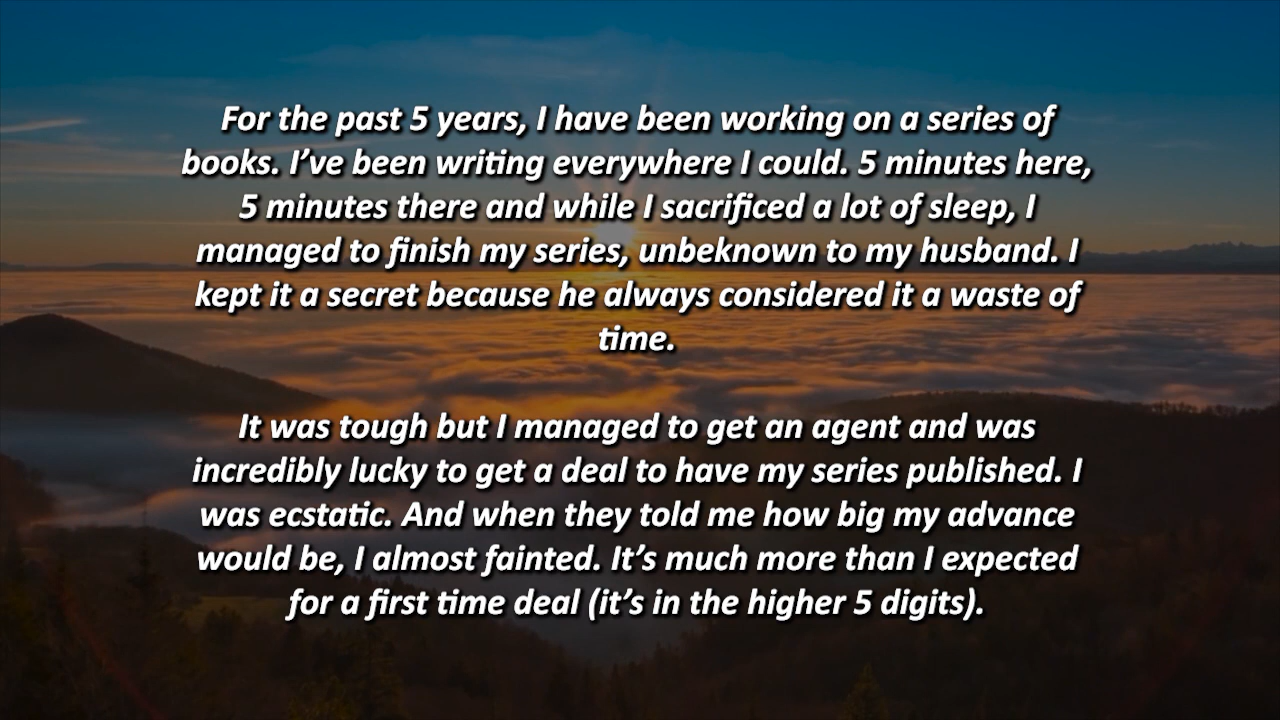 For the past 5 years, I have been working on a series of
books. I’ve been writing everywhere I could. 5 minutes here,
5 minutes there and while I sacrificed a lot of sleep, I
managed to finish my series, unbeknown to my husband. I
kept it a secret because he always considered it a waste of
time.
It was tough but I managed to get an agent and was
incredibly lucky to get a deal to have my series published. I
was ecstatic. And when they told me how big my advance
would be, I almost fainted. It’s much more than I expected
for a first time deal (it’s in the higher 5 digits).